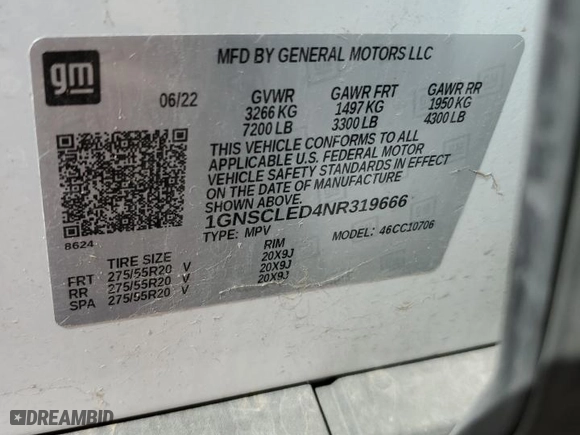 gm
MFD BY GENERAL MOTORS LLC
06/22 GVWR GAWR FRT GAWR RR
3266 KG 1497 KG 1950 KG
7200 LB 3300 LB 4300 LB
THIS VEHICLE CONFORMS TO ALL
APPLICABLE U.S. FEDERAL MOTOR
VEHICLE SAFETY STANDARDS IN EFFECT
ON THE DATE OF MANUFACTURE
SHOWN ABOVE.
1GNSCLED4NR319666
TYPE: MPV MODEL: 46CC10706
8624
TIRE SIZE RIM
FRT 275/55R20 V 20X9J
RR 275/55R20 V 20X9J
SPA 275/55R20 V 20X9J
DREAMBID